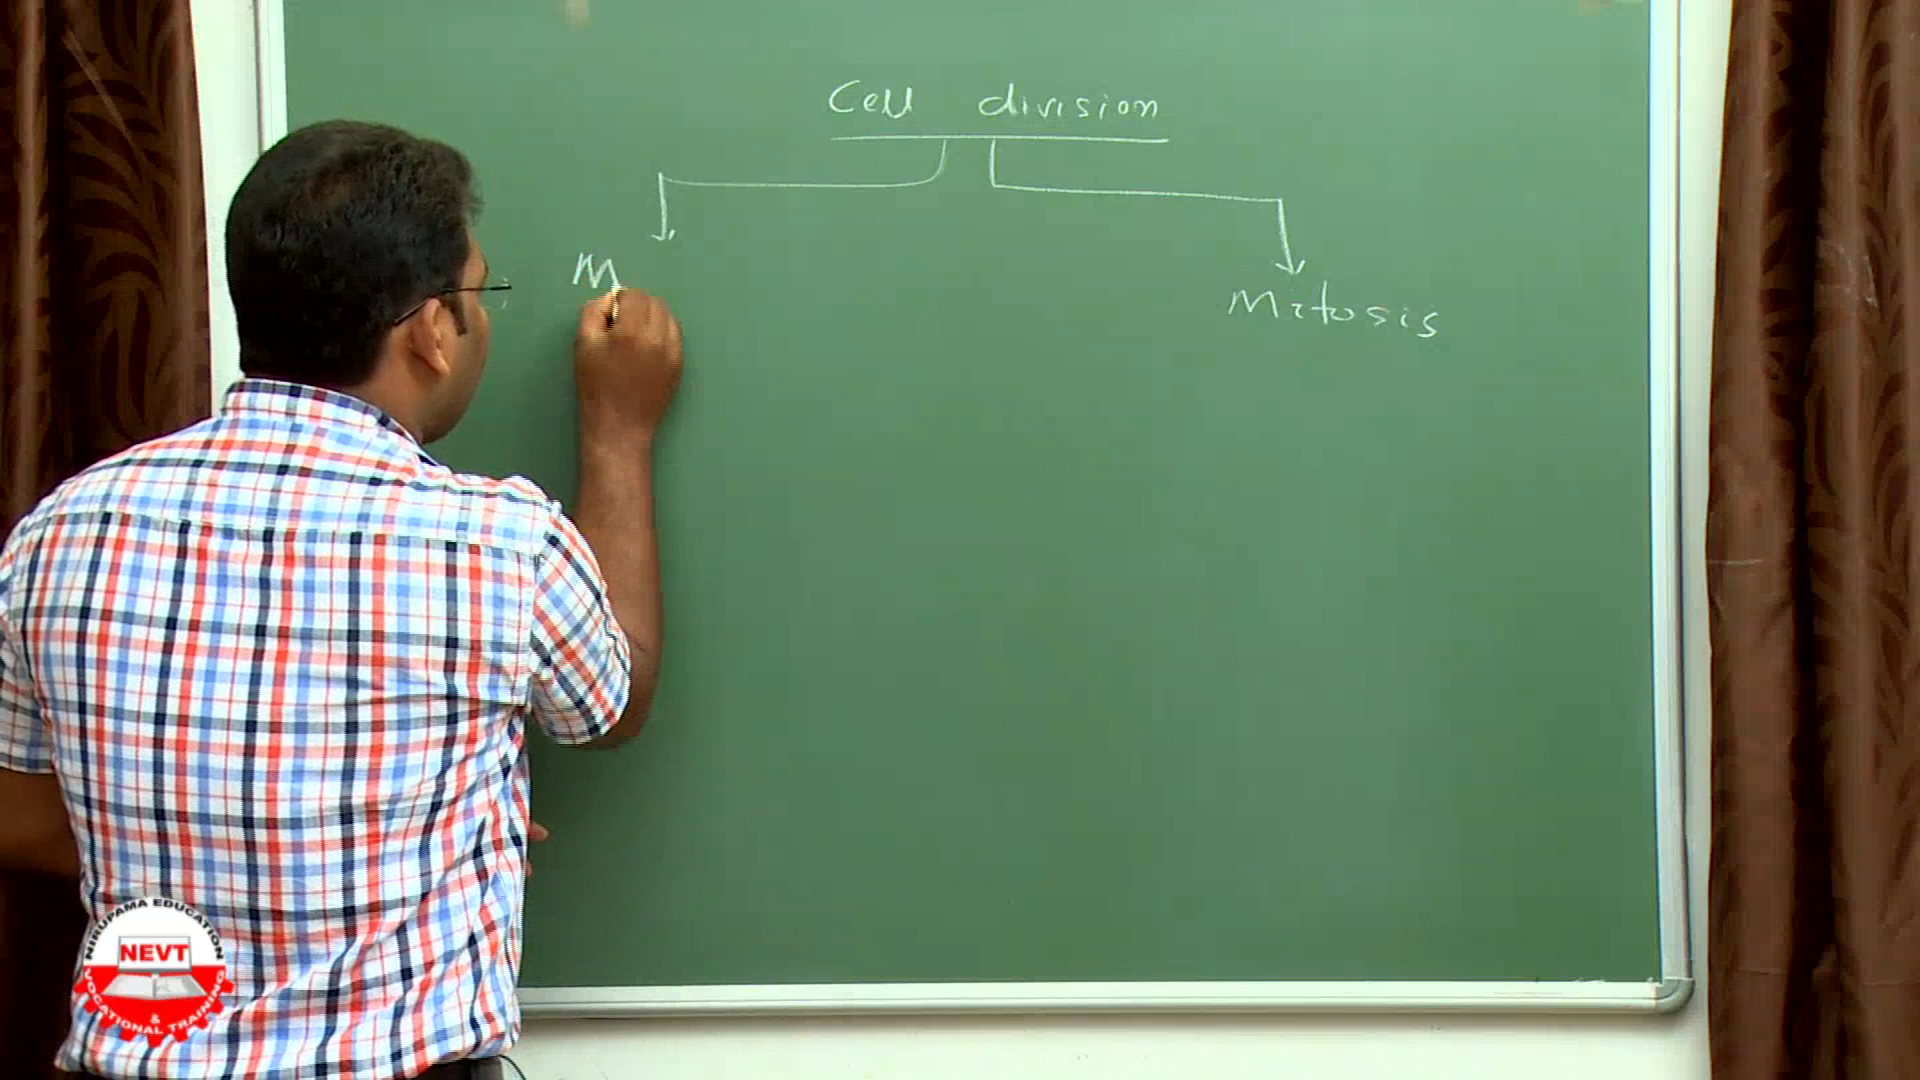 Cell division
M
Mitosis
NIRUPAMA EDUCATION
NEVT
&
VOCATIONAL TRAINING